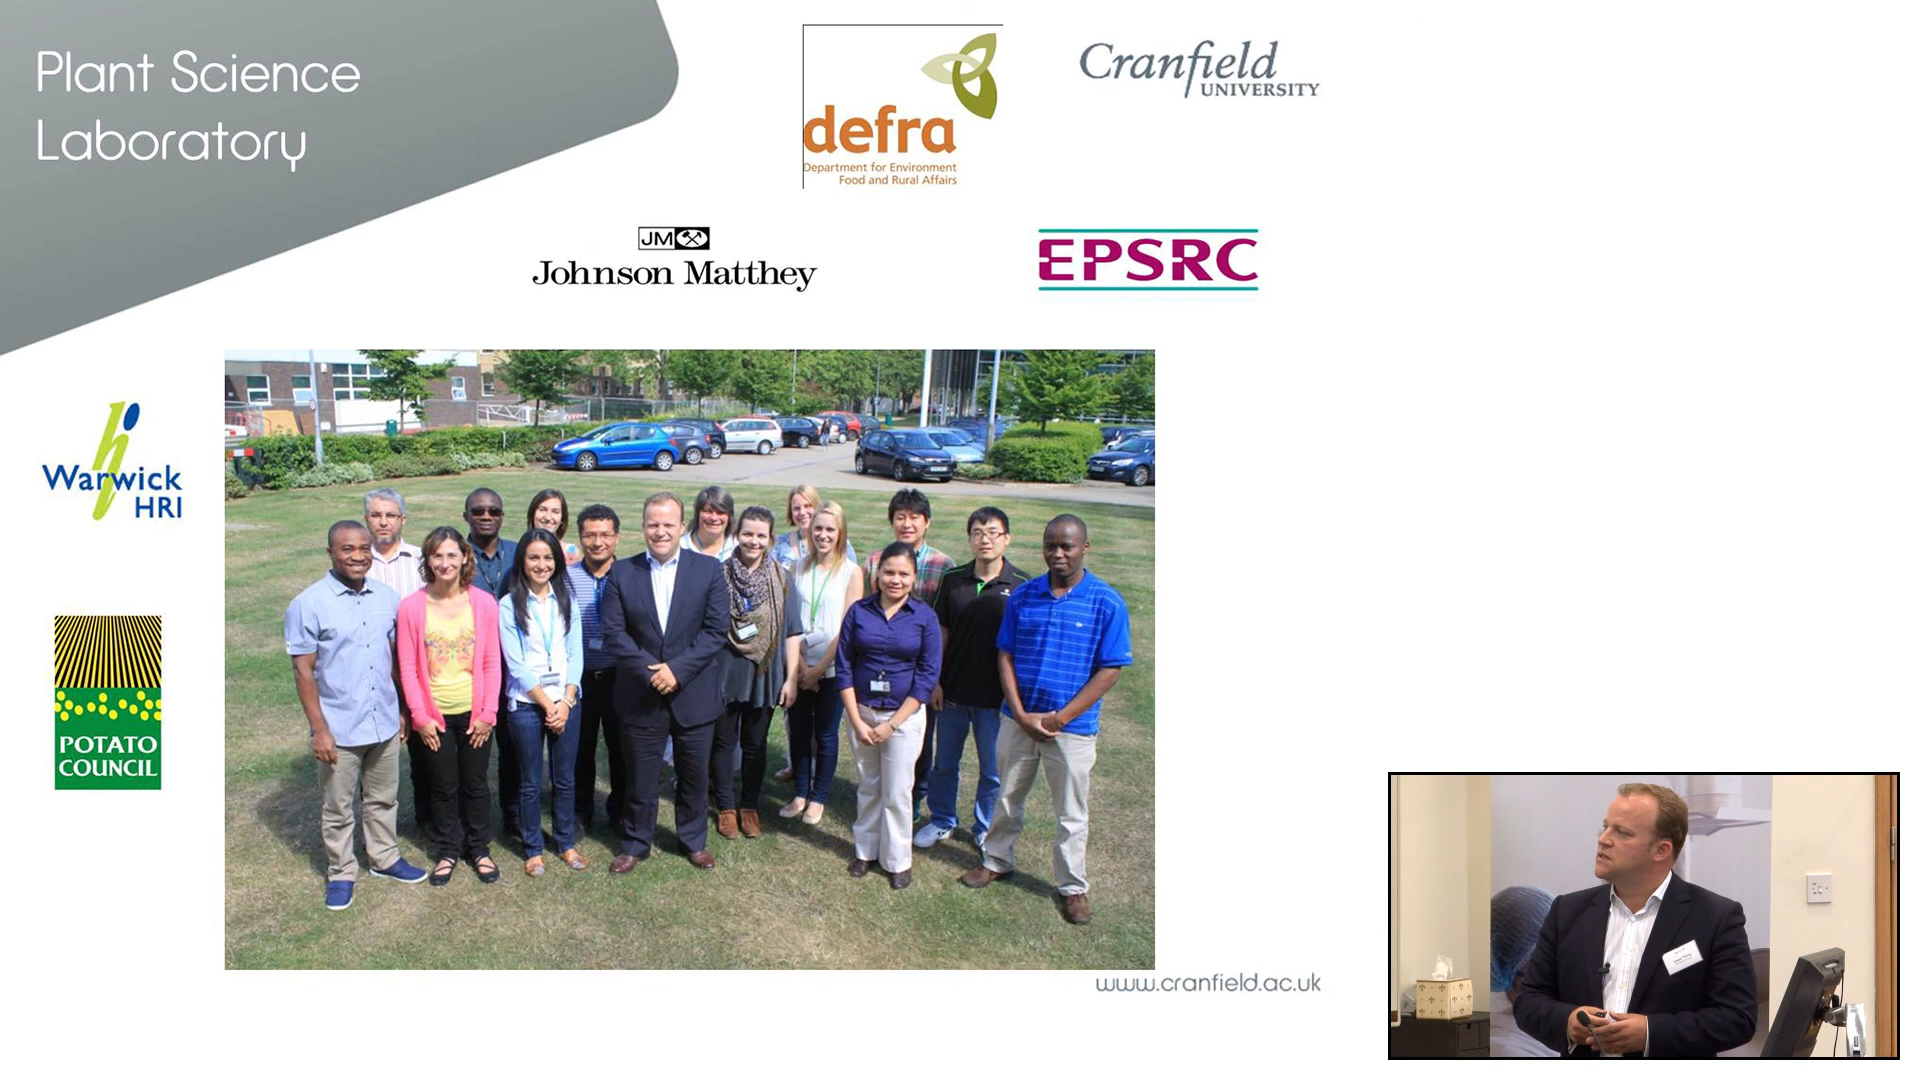 Plant Science
Laboratory
defra
Department for Environment
Food and Rural Affairs
Cranfield
UNIVERSITY
JM
Johnson Matthey
EPSRC
Warwick
HRI
POTATO
COUNCIL
www.cranfield.ac.uk